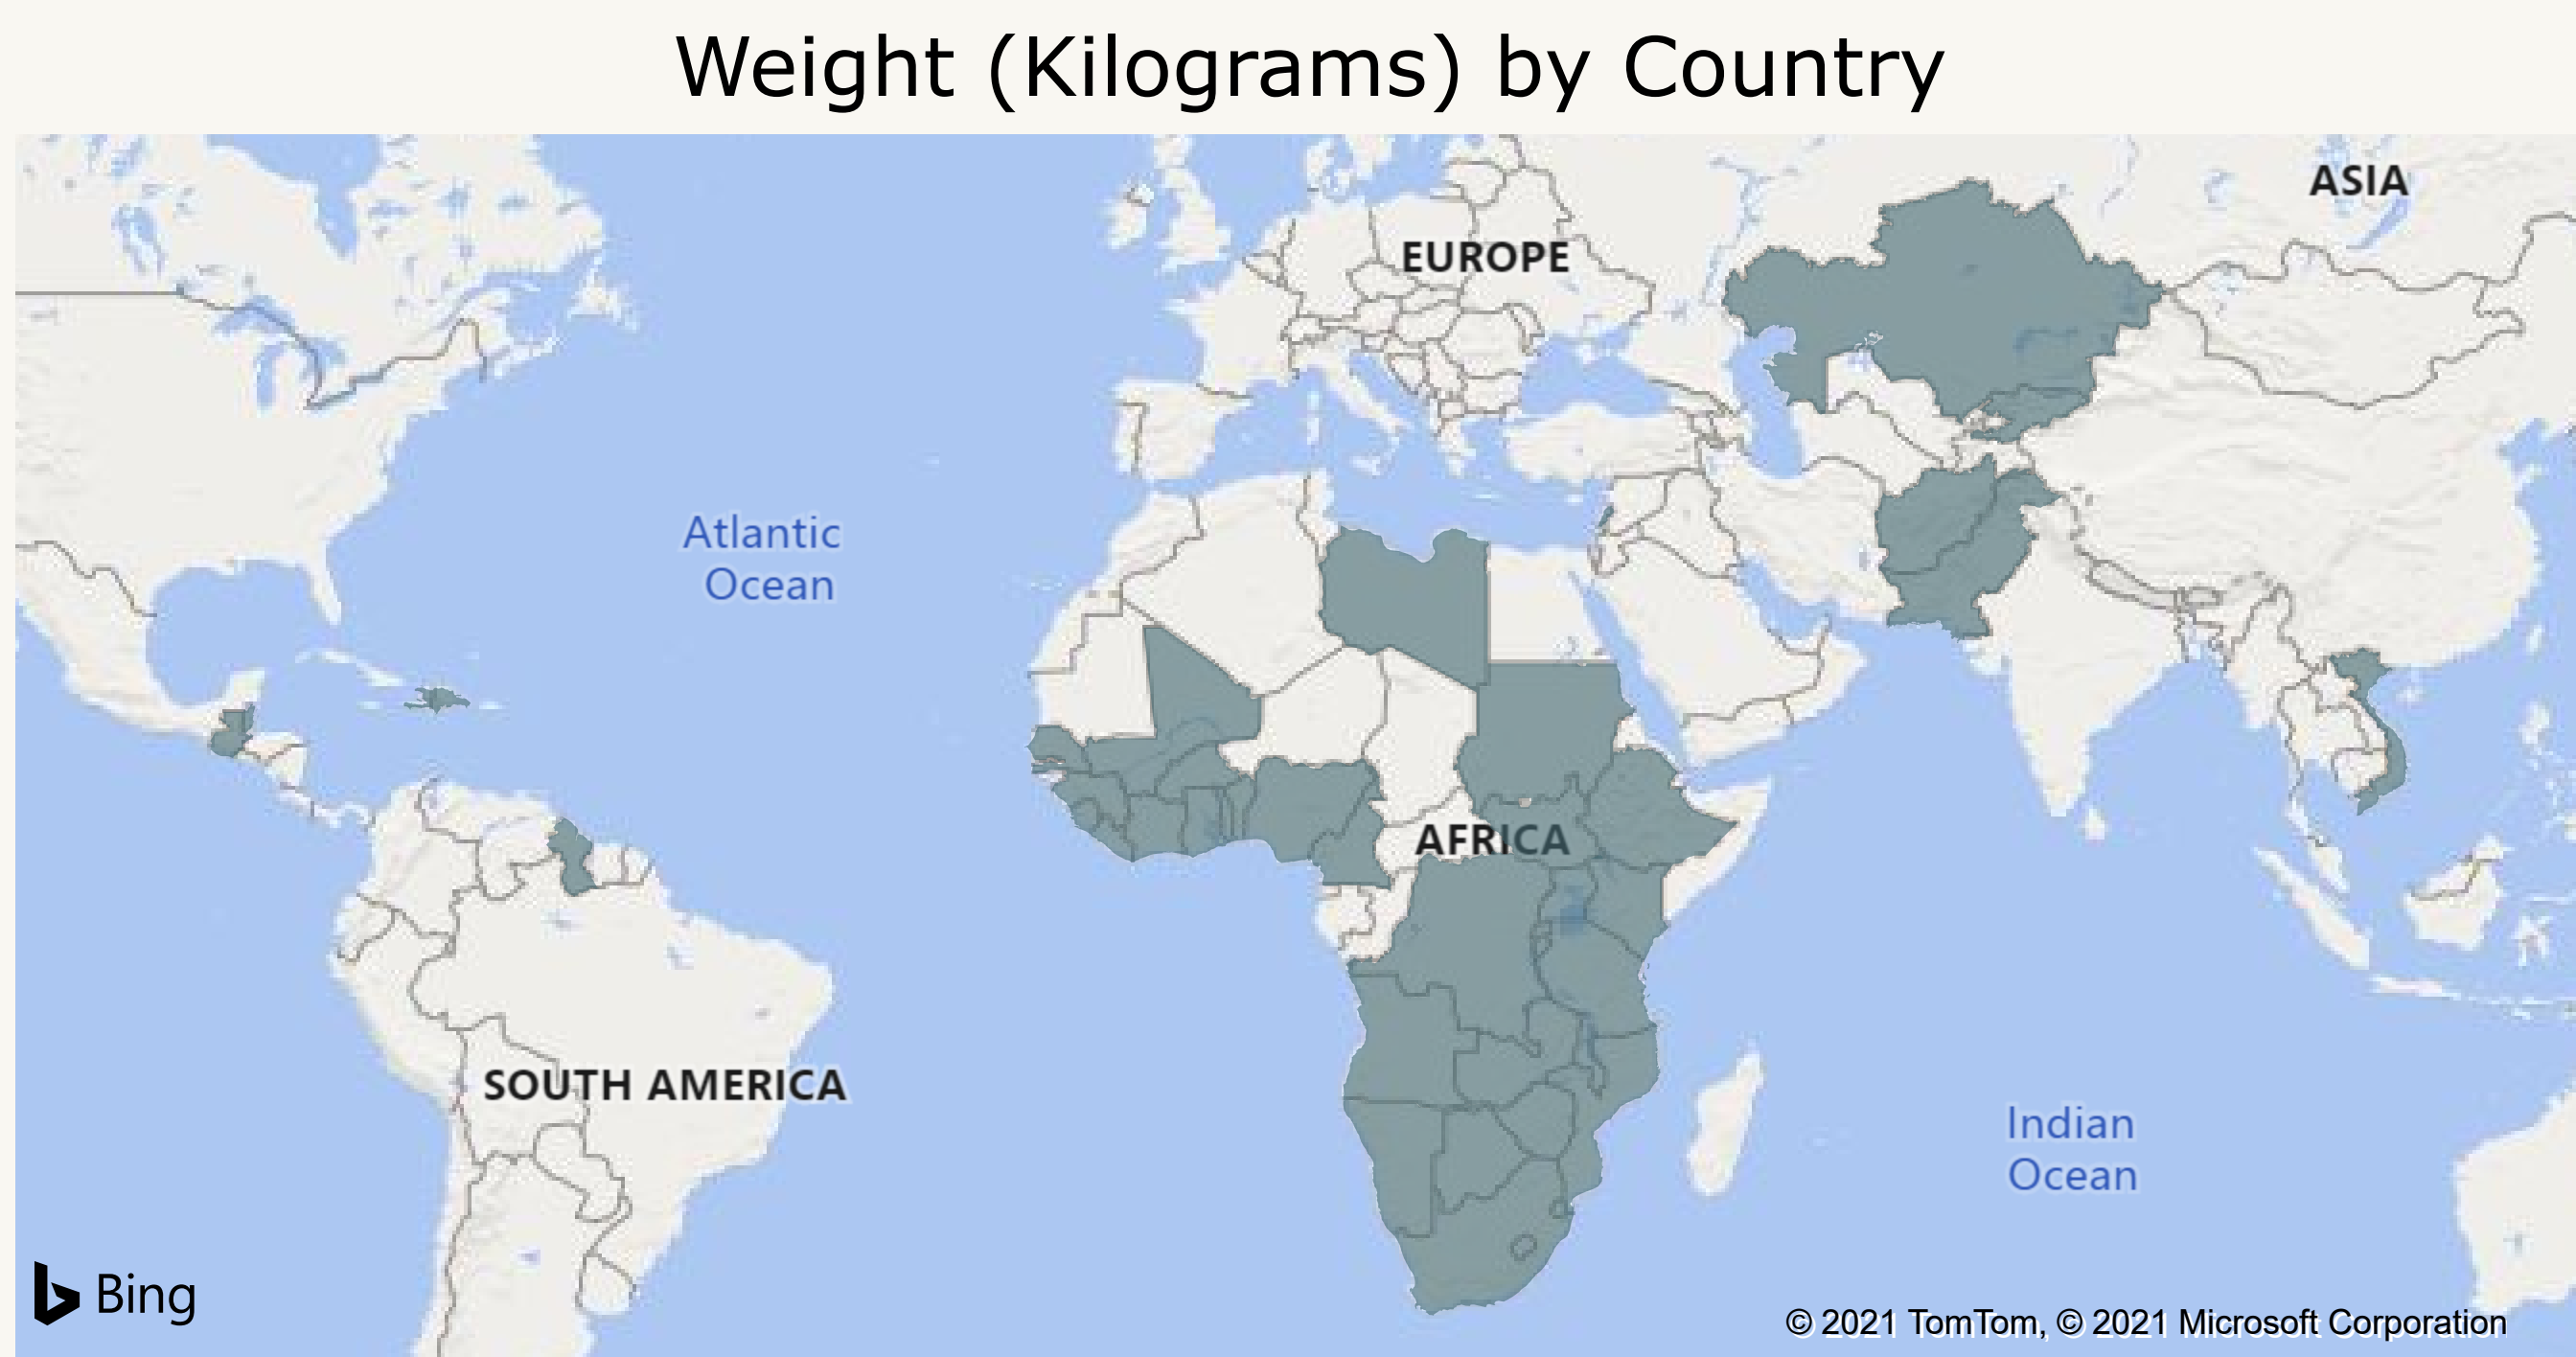 Weight (Kilograms) by Country
ASIA
EUROPE
Atlantic
Ocean
AFRICA
SOUTH AMERICA
Indian
Ocean
Bing
© 2021 TomTom, © 2021 Microsoft Corporation